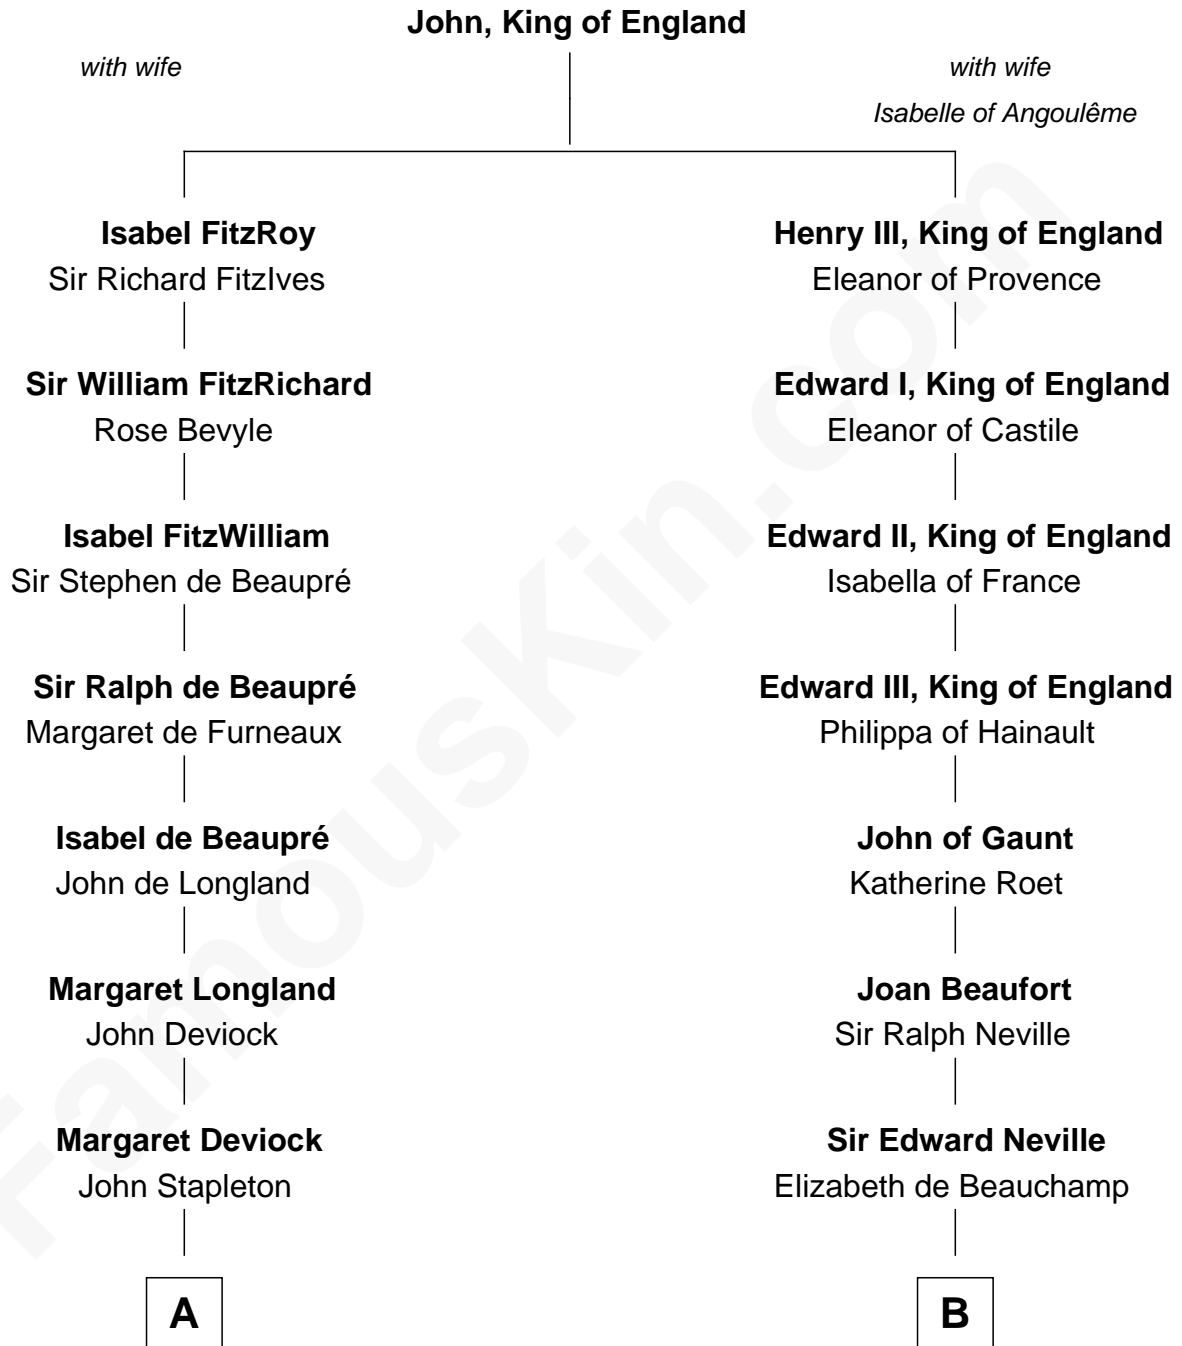 John, King of England
with wife
with wife
Isabelle of Angoulême
Isabel FitzRoy
Sir Richard FitzIves
Sir William FitzRichard
Rose Bevyle
Isabel FitzWilliam
Sir Stephen de Beaupré
Sir Ralph de Beaupré
Margaret de Furneaux
Isabel de Beaupré
John de Longland
Margaret Longland
John Deviock
Margaret Deviock
John Stapleton
A
Henry III, King of England
Eleanor of Provence
Edward I, King of England
Eleanor of Castile
Edward II, King of England
Isabella of France
Edward III, King of England
Philippa of Hainault
John of Gaunt
Katherine Roet
Joan Beaufort
Sir Ralph Neville
Sir Edward Neville
Elizabeth de Beauchamp
B
FamousKin.com